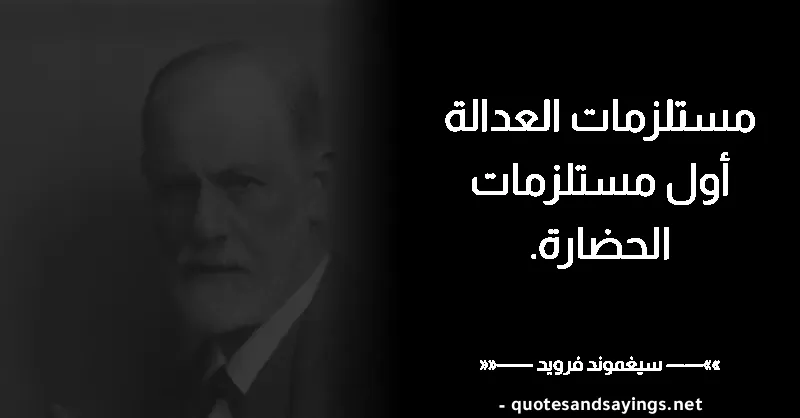 مستلزمات العدالة
أول مستلزمات
الحضارة.
»»—— سيغموند فرويد ——««
- quotesandsayings.net